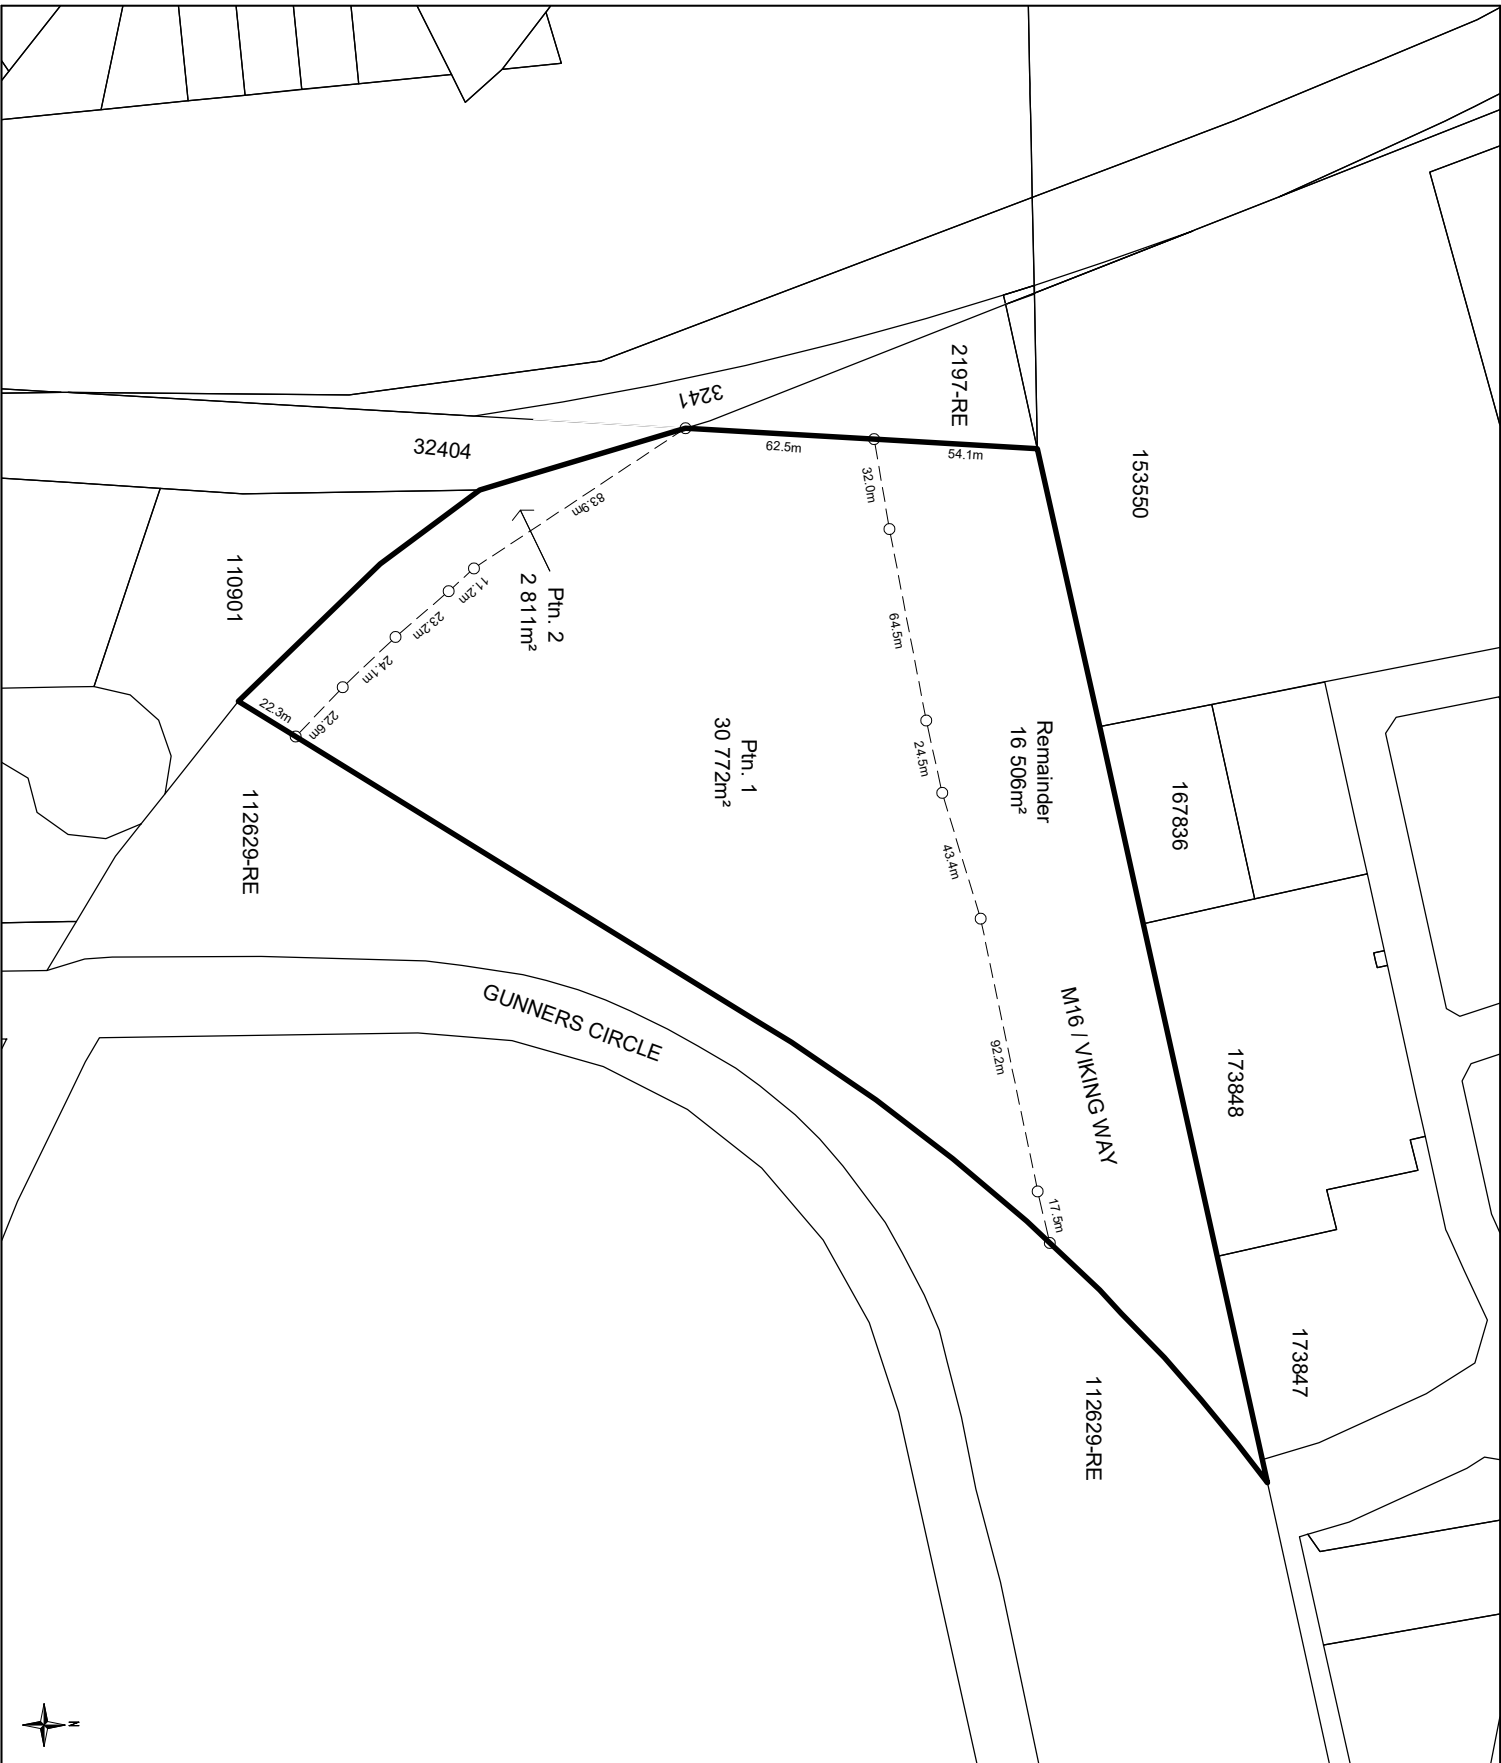 153550
2197-RE
3241
32404
54.1m
62.5m
32.0m
83.9m
11.2m
23.2m
24.1m
22.6m
22.3m
64.5m
24.5m
43.4m
92.2m
17.5m
110901
Ptn. 2
2 811m²
Ptn. 1
30 772m²
Remainder
16 506m²
167836
173848
173847
M16 / VIKING WAY
112629-RE
GUNNERS CIRCLE
112629-RE
N